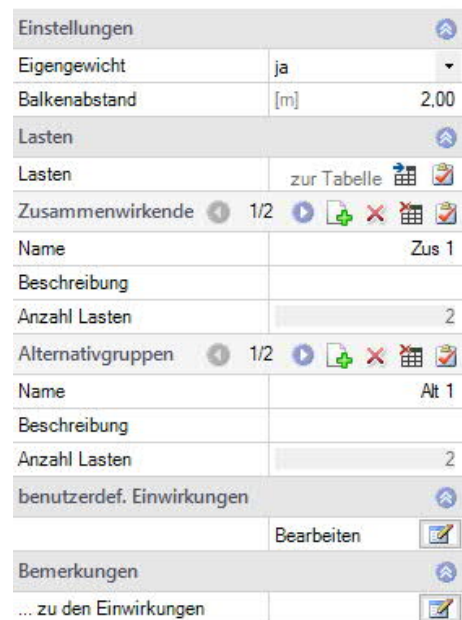 Einstellungen
Eigengewicht ja
Balkenabstand [m] 2,00
Lasten
Lasten zur Tabelle
Zusammenwirkende 1/2
Name Zus 1
Beschreibung
Anzahl Lasten 2
Alternativgruppen 1/2
Name Alt 1
Beschreibung
Anzahl Lasten 2
benutzerdef. Einwirkungen
Bearbeiten
Bemerkungen
... zu den Einwirkungen